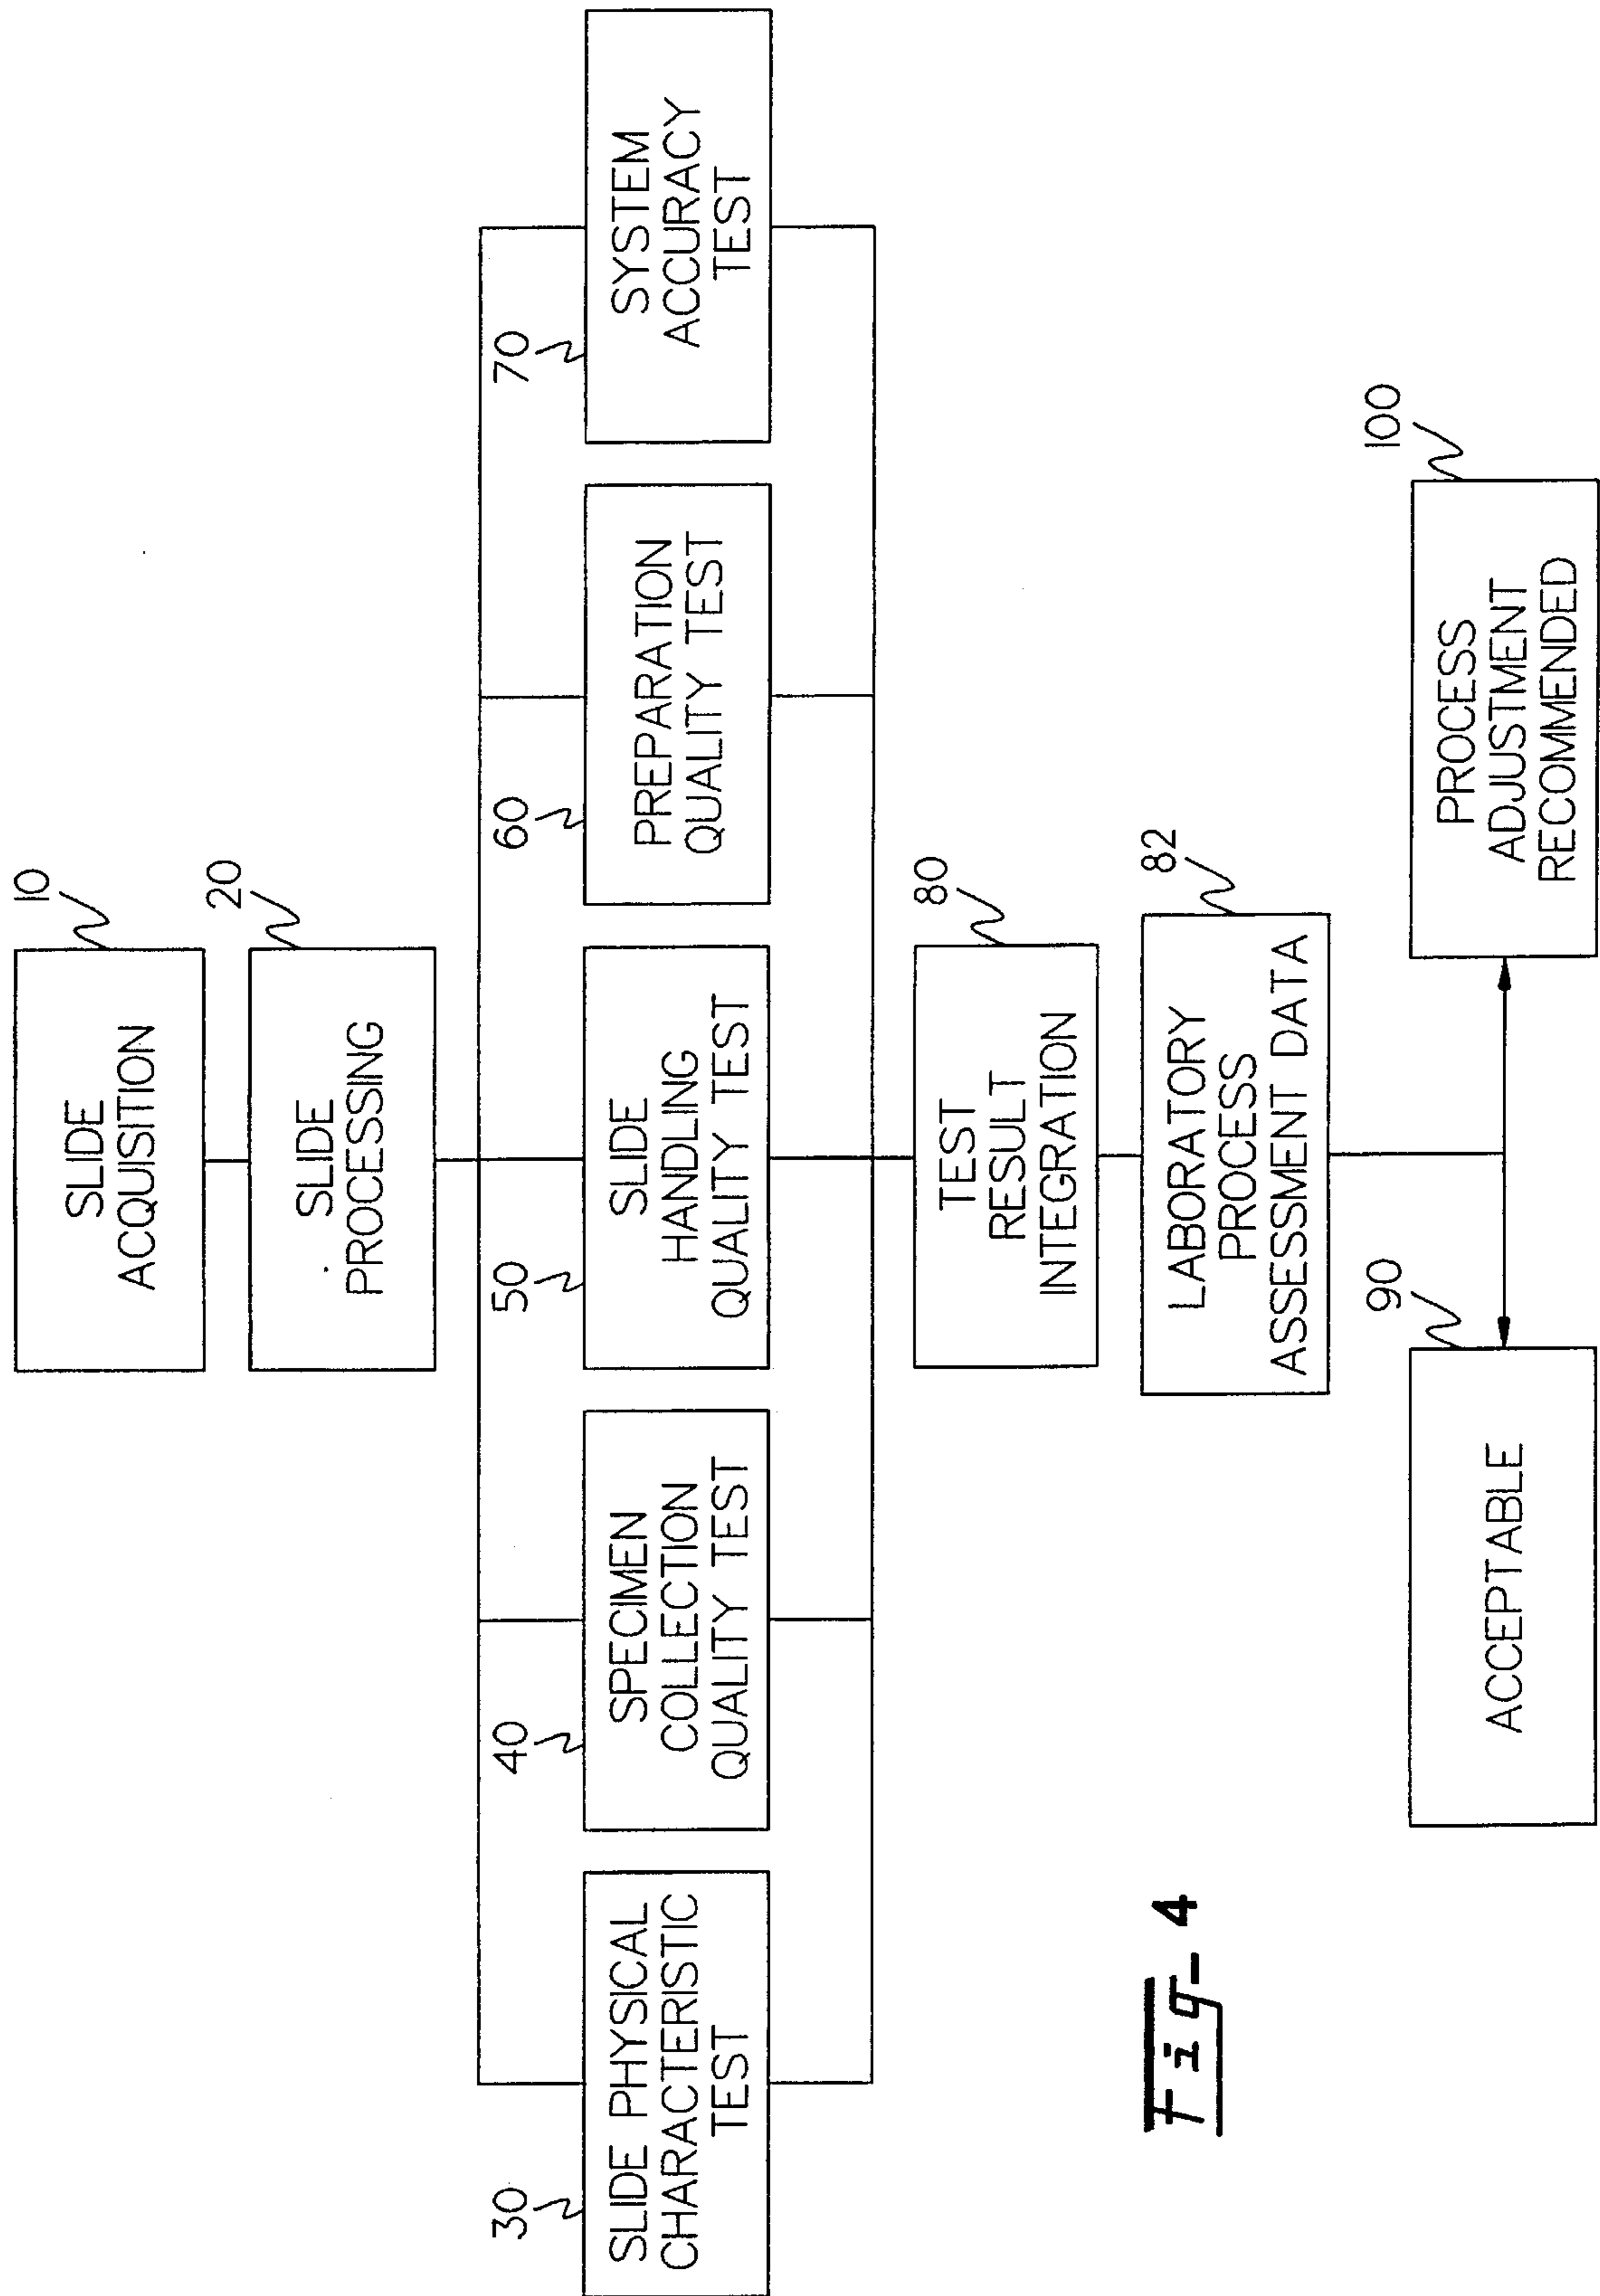 10
SLIDE
ACQUISITION
20
SLIDE
PROCESSING
30
SLIDE PHYSICAL
CHARACTERISTIC
TEST
40
SPECIMEN
COLLECTION
QUALITY TEST
50
SLIDE
HANDLING
QUALITY TEST
60
PREPARATION
QUALITY TEST
70
SYSTEM
ACCURACY
TEST
80
TEST
RESULT
INTEGRATION
82
LABORATORY
PROCESS
ASSESSMENT DATA
90
ACCEPTABLE
100
PROCESS
ADJUSTMENT
RECOMMENDED
Fig-4